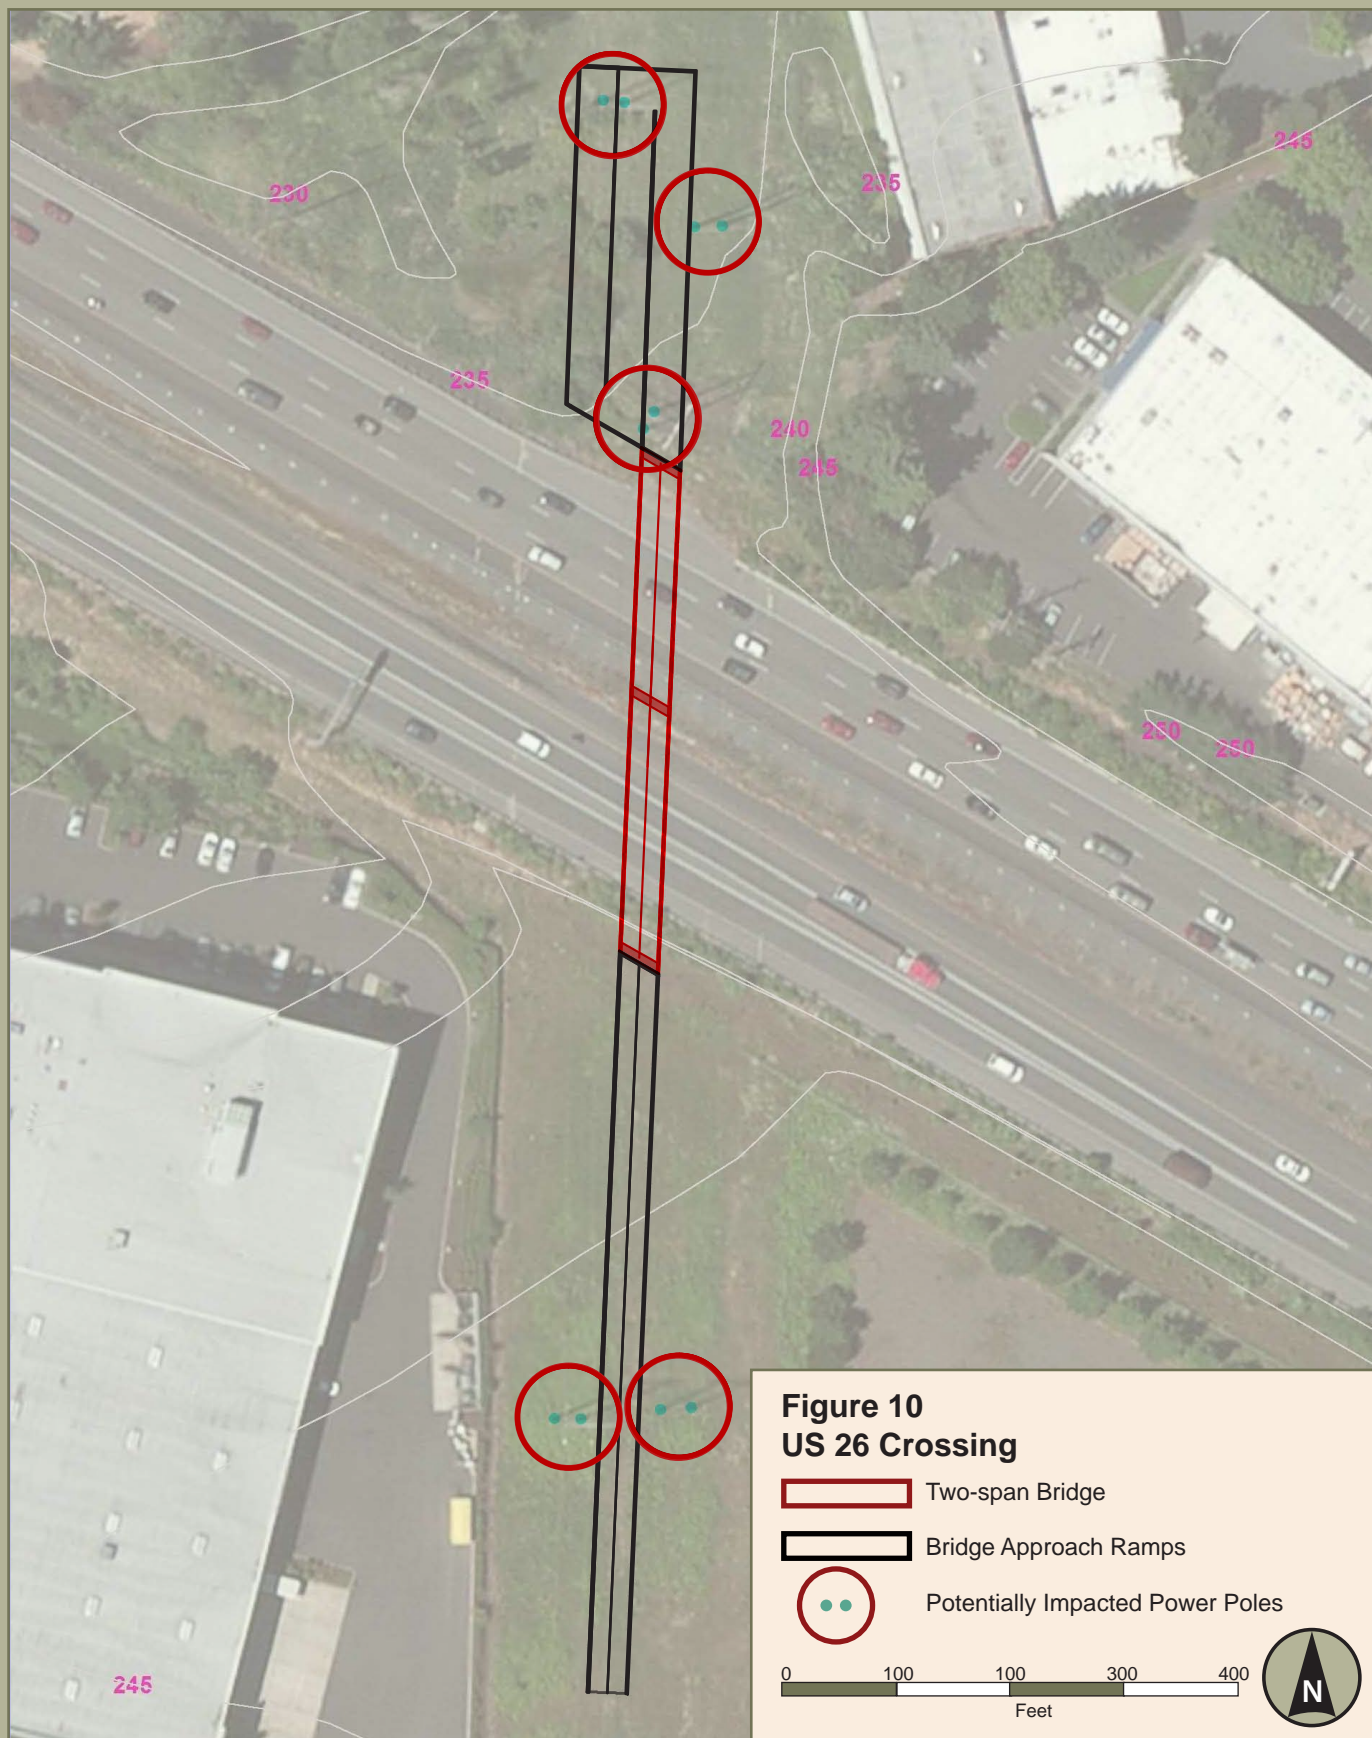 245
235
230
235
240
245
250
250
245
Figure 10
US 26 Crossing
Two-span Bridge
Bridge Approach Ramps
Potentially Impacted Power Poles
0 100 100 300 400
Feet
N